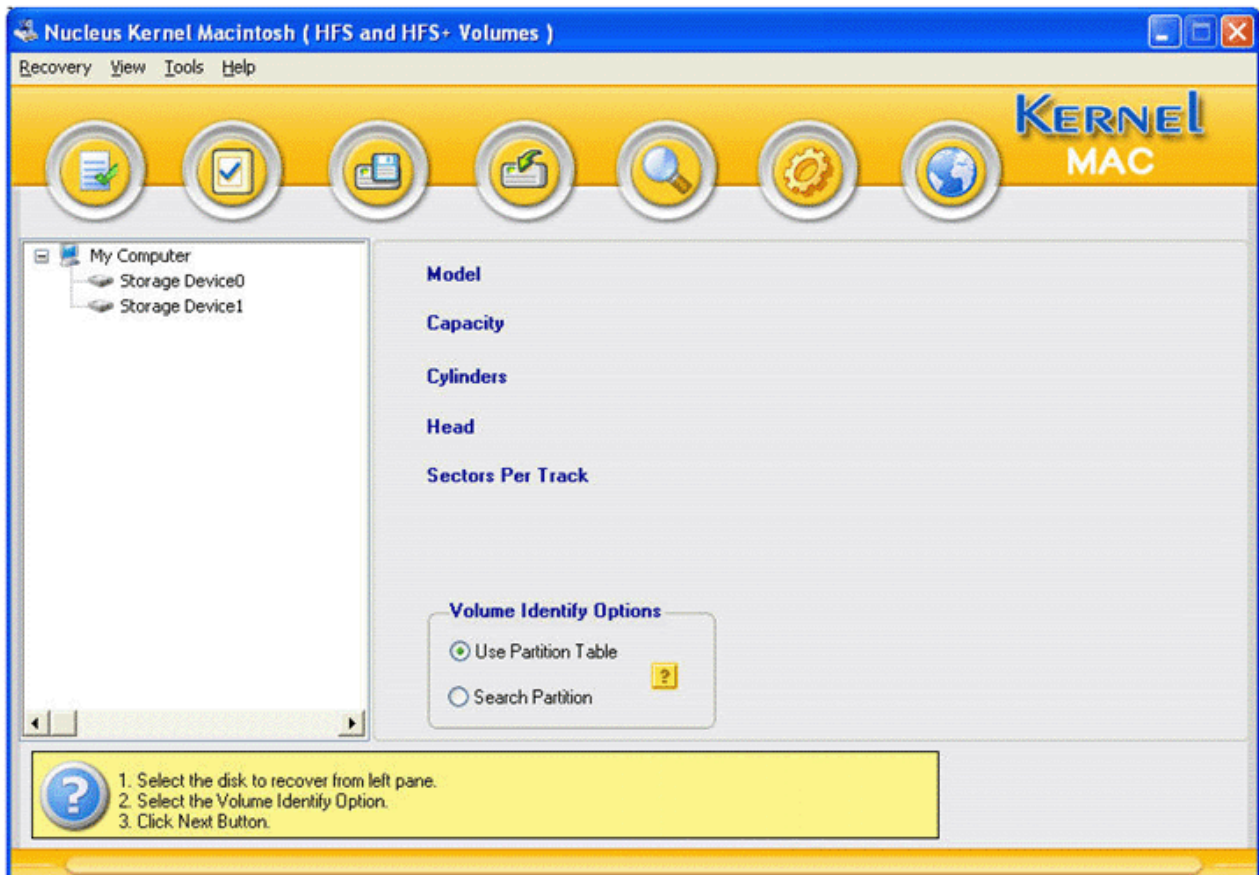 Nucleus Kernel Macintosh ( HFS and HFS+ Volumes )
Recovery View Tools Help
KERNEL
MAC
My Computer
Storage Device0
Storage Device1
Model
Capacity
Cylinders
Head
Sectors Per Track
Volume Identify Options
Use Partition Table
?
Search Partition
?
1. Select the disk to recover from left pane.
2. Select the Volume Identify Option.
3. Click Next Button.